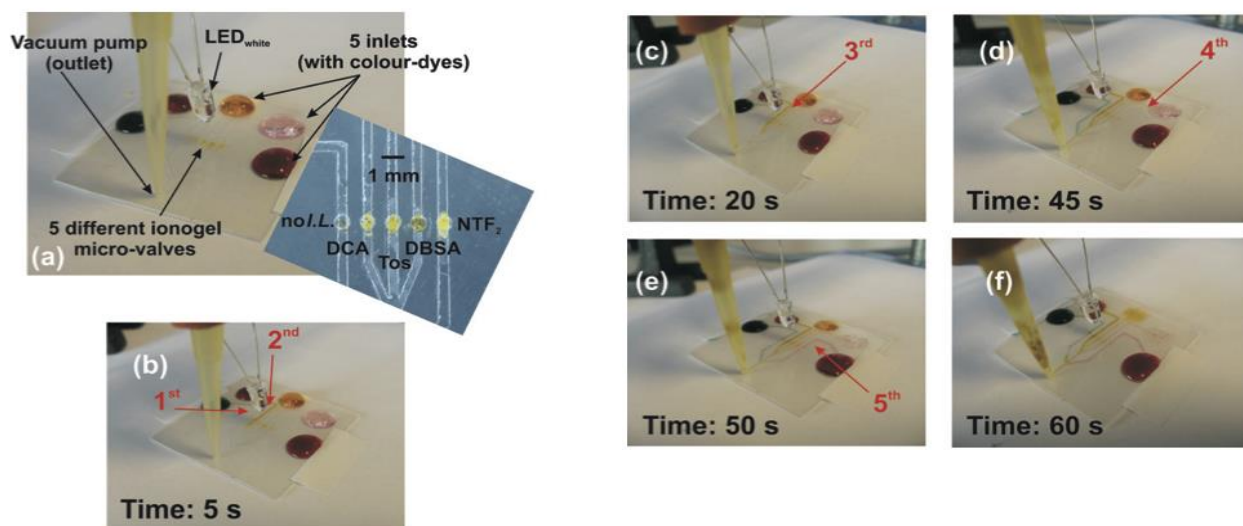 Vacuum pump
(outlet)
LEDwhite
5 inlets
(with colour-dyes)
1 mm
no I.L.
DCA
Tos
DBSA
NTF2
5 different ionogel
micro-valves
(a)
(b)
1st
2nd
Time: 5 s
(c)
3rd
Time: 20 s
(d)
4th
Time: 45 s
(e)
5th
Time: 50 s
(f)
Time: 60 s